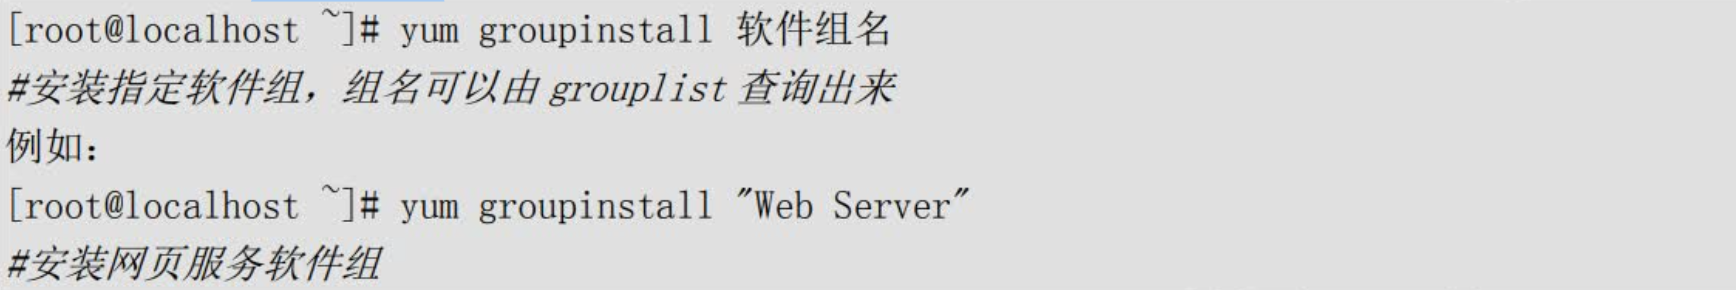 [root@localhost ~]# yum groupinstall 软件组名
#安装指定软件组，组名可以由 grouplist 查询出来
例如：
[root@localhost ~]# yum groupinstall "Web Server"
#安装网页服务软件组